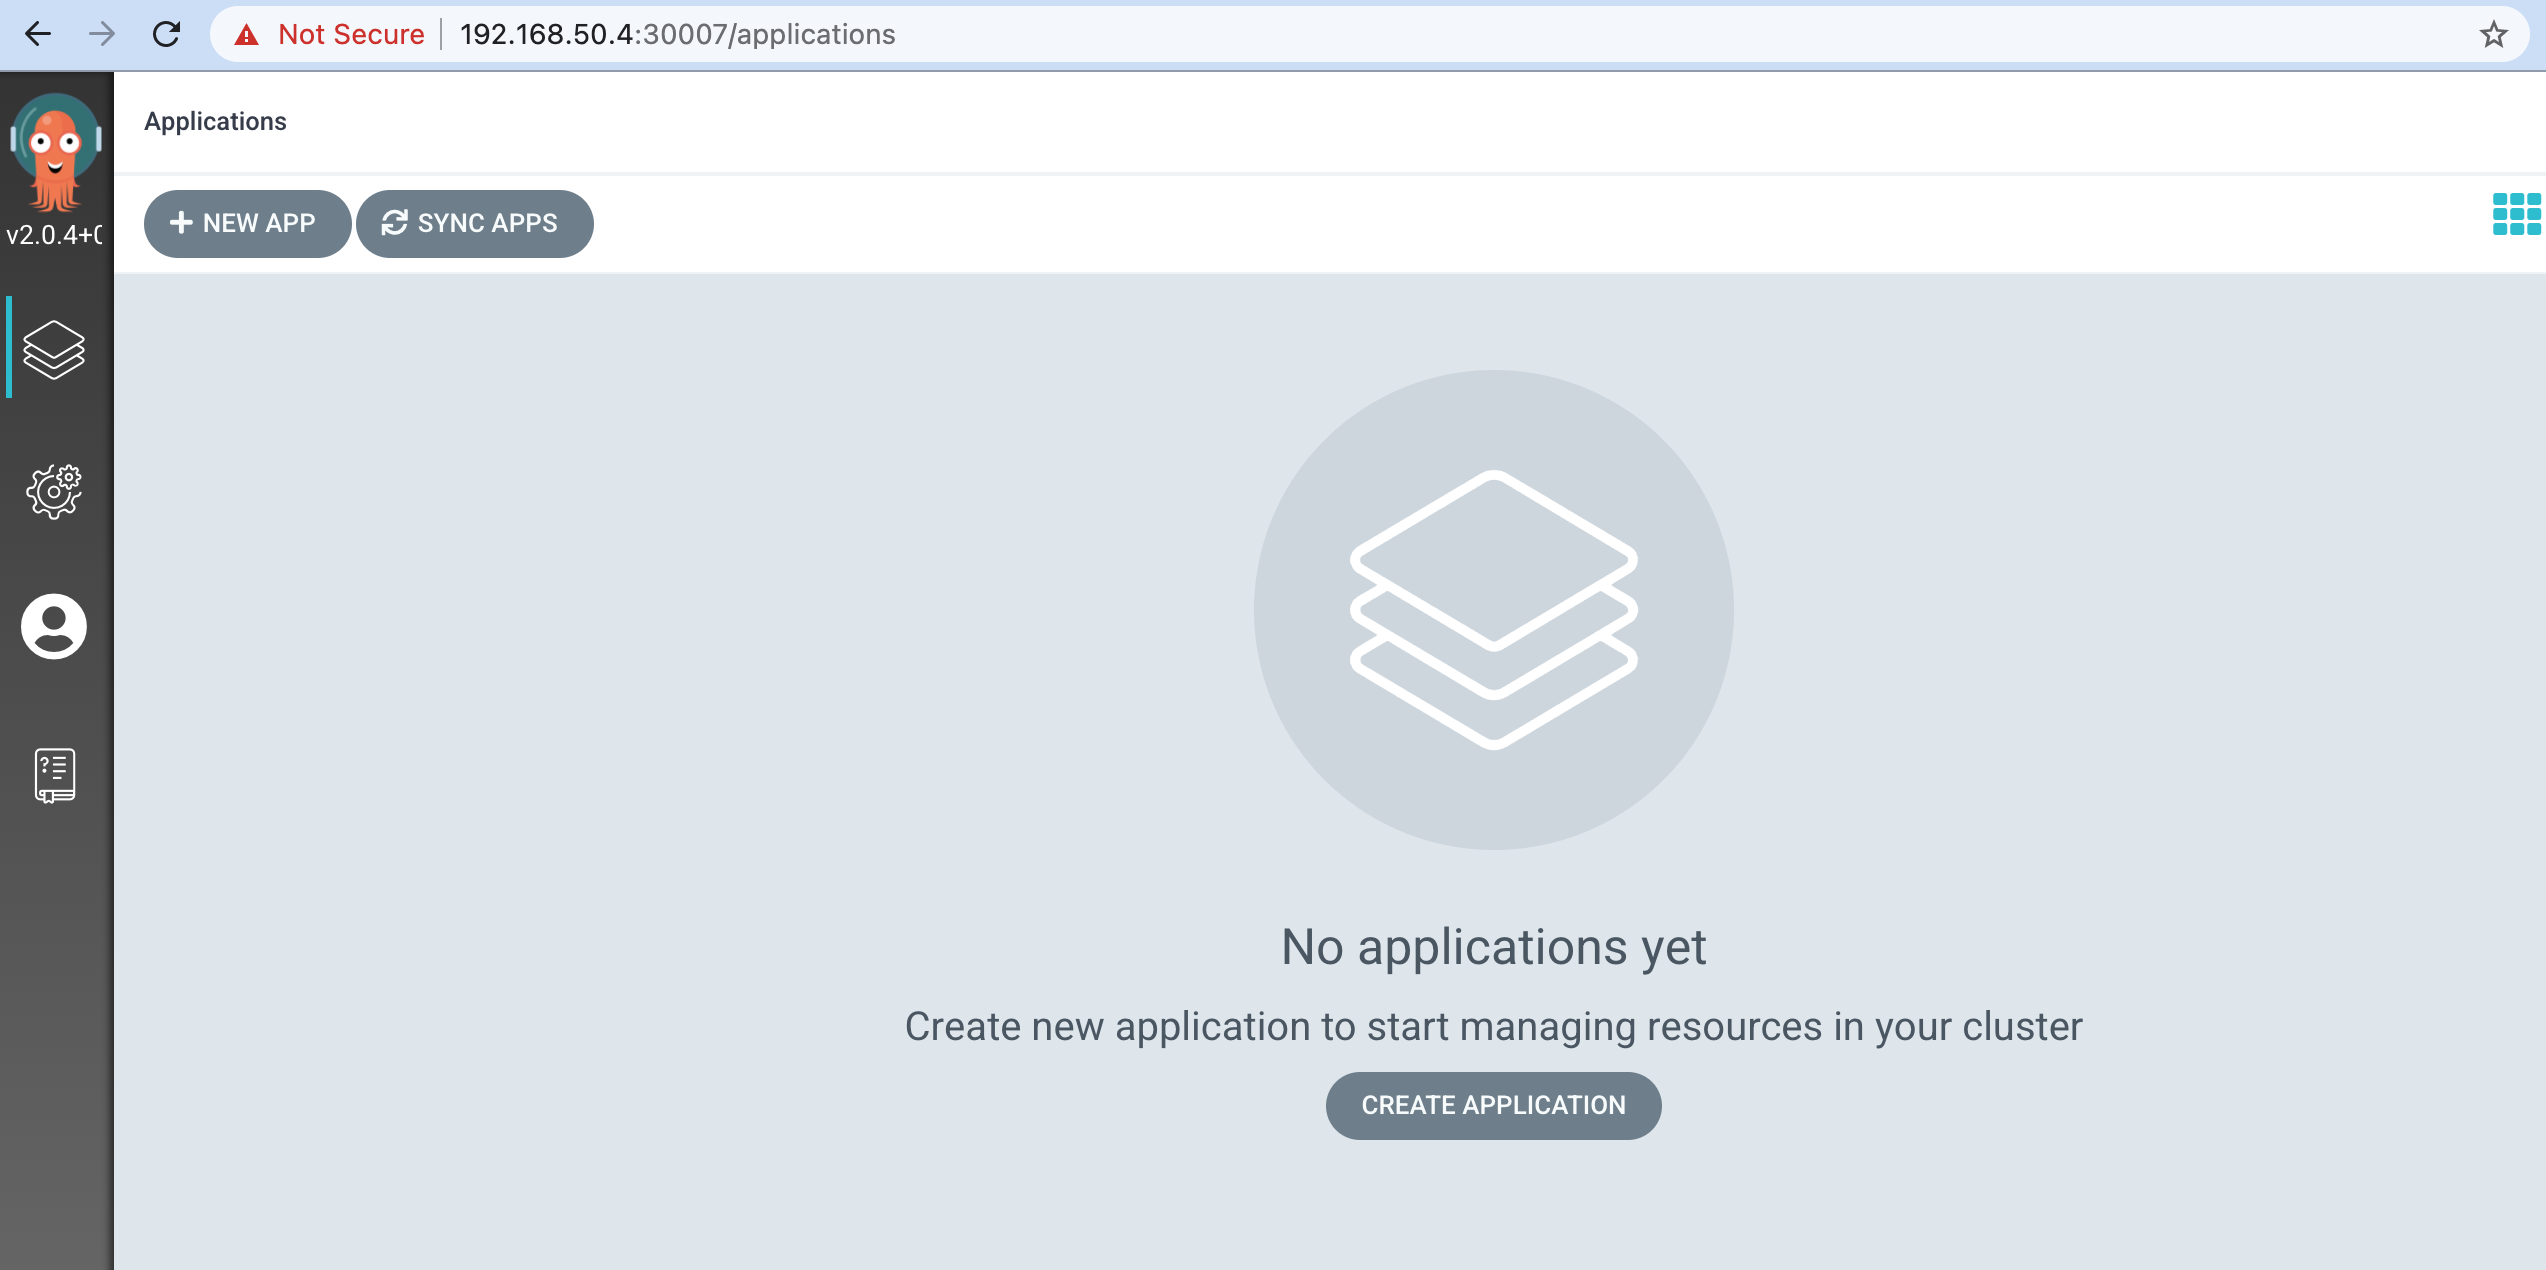 Not Secure 192.168.50.4:30007/applications
Applications
NEW APP SYNC APPS
v2.0.4+
No applications yet
Create new application to start managing resources in your cluster
CREATE APPLICATION